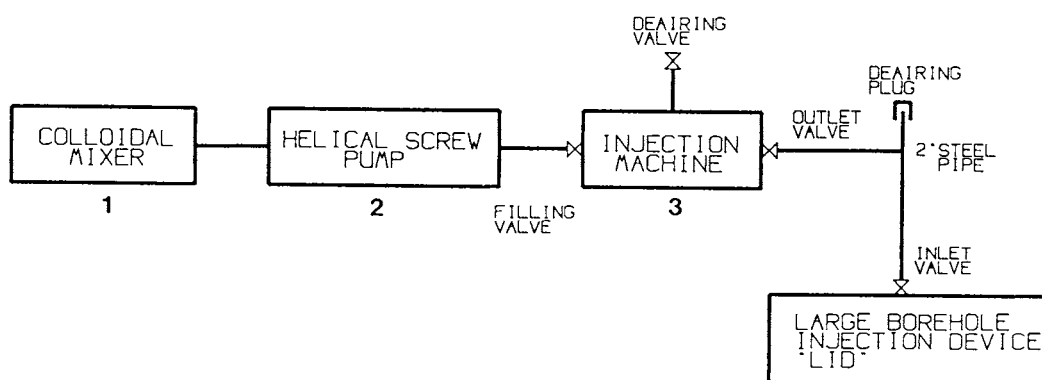 DEAIRING
VALVE
DEAIRING
PLUG
COLLOIDAL
MIXER
HELICAL SCREW
PUMP
INJECTION
MACHINE
OUTLET
VALVE
2"STEEL
PIPE
1
2
3
FILLING
VALVE
INLET
VALVE
LARGE BOREHOLE
INJECTION DEVICE
"LID"